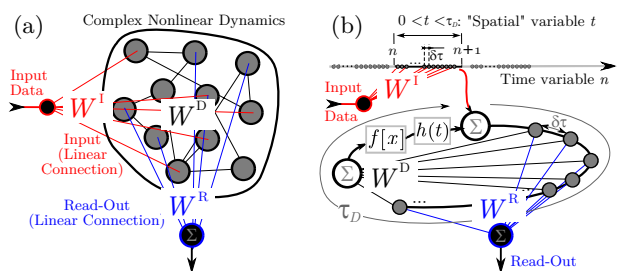 (a)
Complex Nonlinear Dynamics
Input
Data
W^I
W^D
Input
(Linear
Connection)
Read-Out
(Linear Connection)
W^R
Σ
(b)
0 < t < τ_D: "Spatial" variable t
n
n+1
...
δτ
Time variable n
W^I
Input
Data
Σ
f[x]
h(t)
δτ
Σ
W^D
...
...
τ_D
W^R
Σ
Read-Out